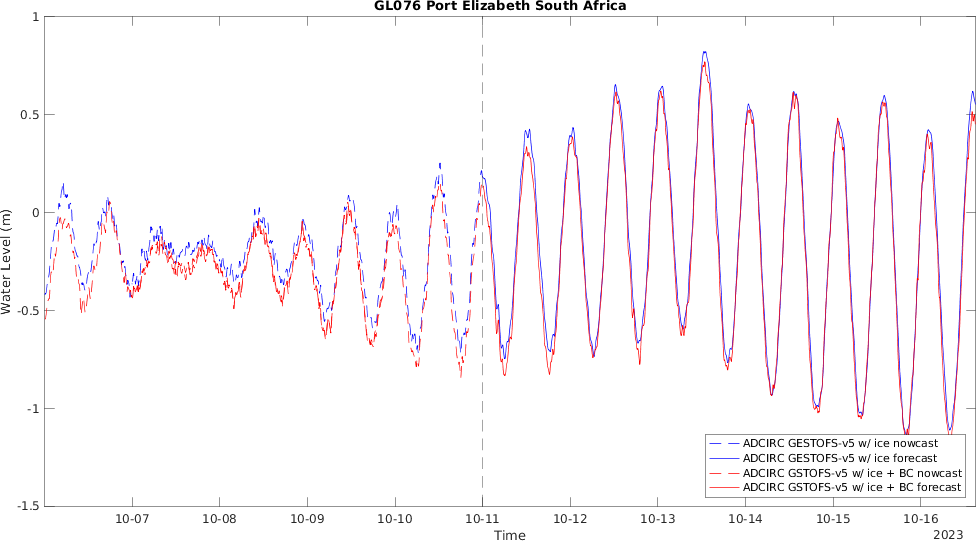 GL076 Port Elizabeth South Africa
1
0.5
0
-0.5
-1
-1.5
Water Level (m)
ADCIRC GESTOFS-v5 w/ ice nowcast
ADCIRC GESTOFS-v5 w/ ice forecast
ADCIRC GSTOFS-v5 w/ ice + BC nowcast
ADCIRC GSTOFS-v5 w/ ice + BC forecast
10-07 10-08 10-09 10-10 10-11 10-12 10-13 10-14 10-15 10-16
Time
2023